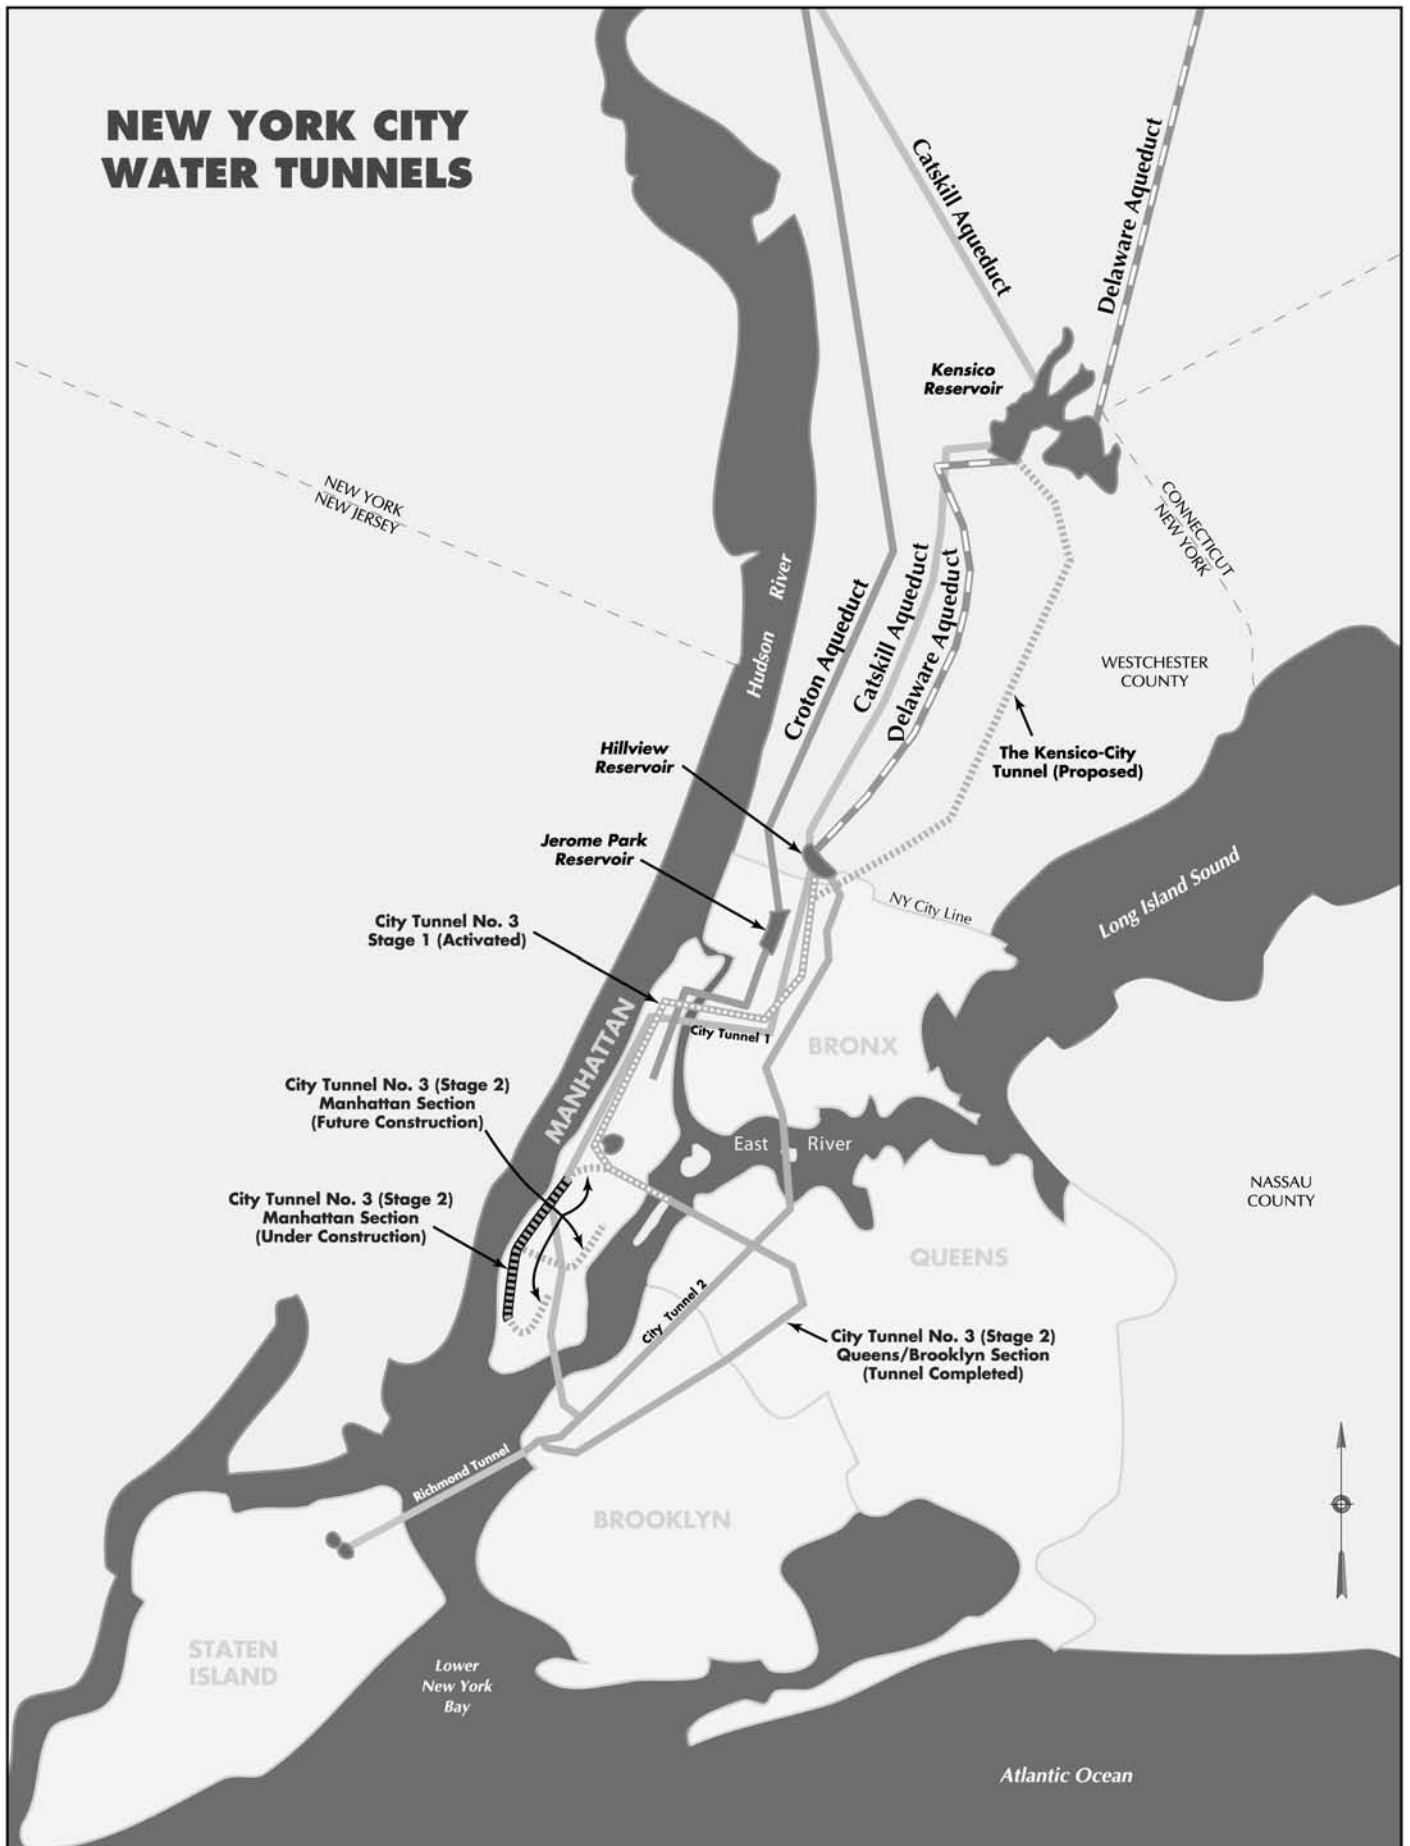 NEW YORK CITY
WATER TUNNELS
Catskill Aqueduct
Delaware Aqueduct
Kensico
Reservoir
NEW YORK
NEW JERSEY
CONNECTICUT
NEW YORK
Hudson River
Croton Aqueduct
Catskill Aqueduct
Delaware Aqueduct
WESTCHESTER
COUNTY
The Kensico-City
Tunnel (Proposed)
Hillview
Reservoir
Jerome Park
Reservoir
NY City Line
Long Island Sound
City Tunnel No. 3
Stage 1 (Activated)
MANHATTAN
City Tunnel 1
BRONX
City Tunnel No. 3 (Stage 2)
Manhattan Section
(Future Construction)
East River
City Tunnel No. 3 (Stage 2)
Manhattan Section
(Under Construction)
NASSAU
COUNTY
QUEENS
City Tunnel 2
City Tunnel No. 3 (Stage 2)
Queens/Brooklyn Section
(Tunnel Completed)
Richmond Tunnel
BROOKLYN
STATEN
ISLAND
Lower
New York
Bay
Atlantic Ocean